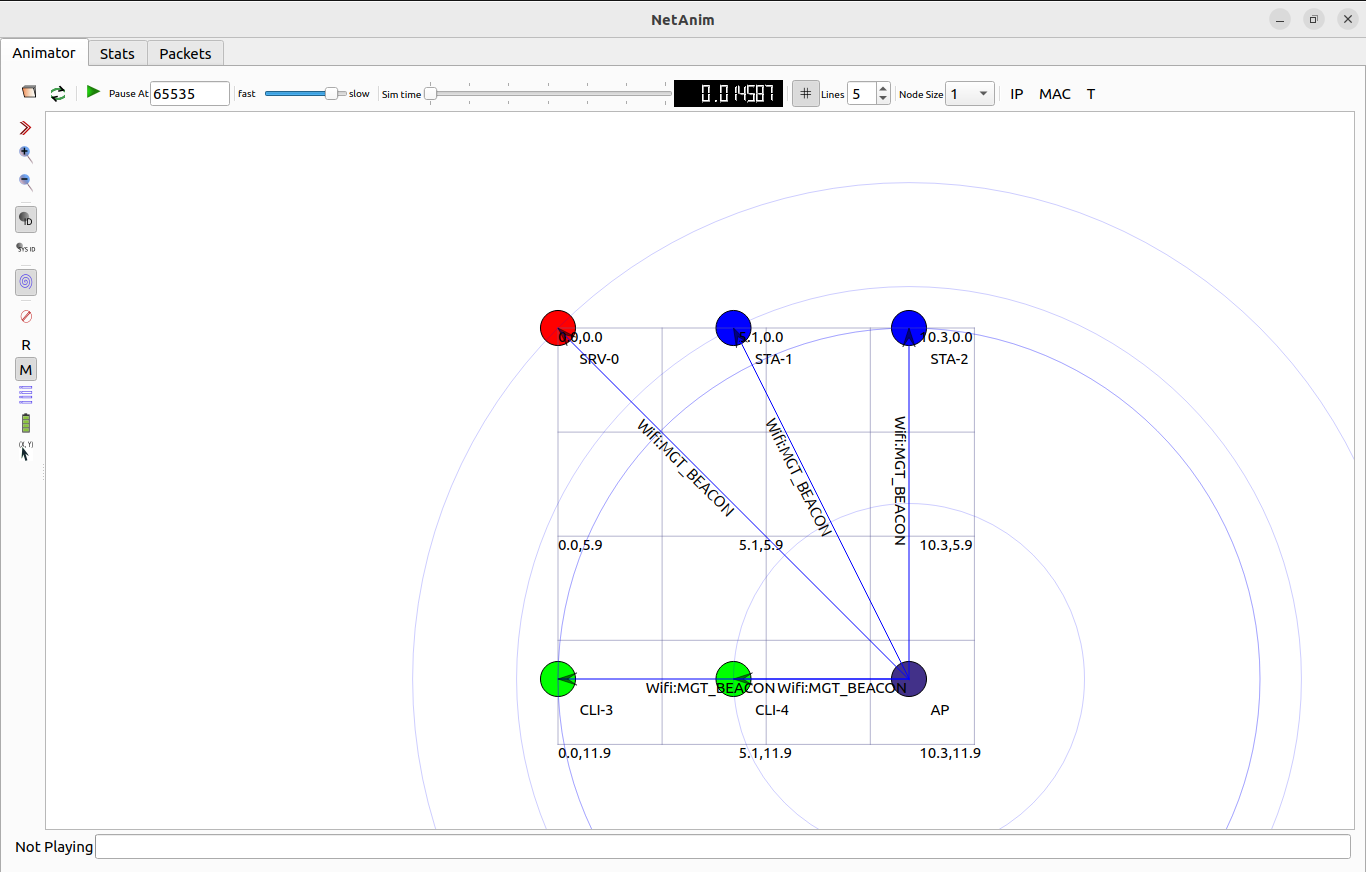 NetAnim
Animator Stats Packets
Pause At 65535 fast slow Sim time 0.014587 Lines 5 Node Size 1 IP MAC T
ID
SYS ID
R
M
(X, Y)
0.0,0.0 5.1,0.0 10.3,0.0
SRV-0 STA-1 STA-2
Wifi:MGT_BEACON
Wifi:MGT_BEACON
Wifi:MGT_BEACON
0.0,5.9 5.1,5.9 10.3,5.9
Wifi:MGT_BEACON Wifi:MGT_BEACON
CLI-3 CLI-4 AP
0.0,11.9 5.1,11.9 10.3,11.9
Not Playing